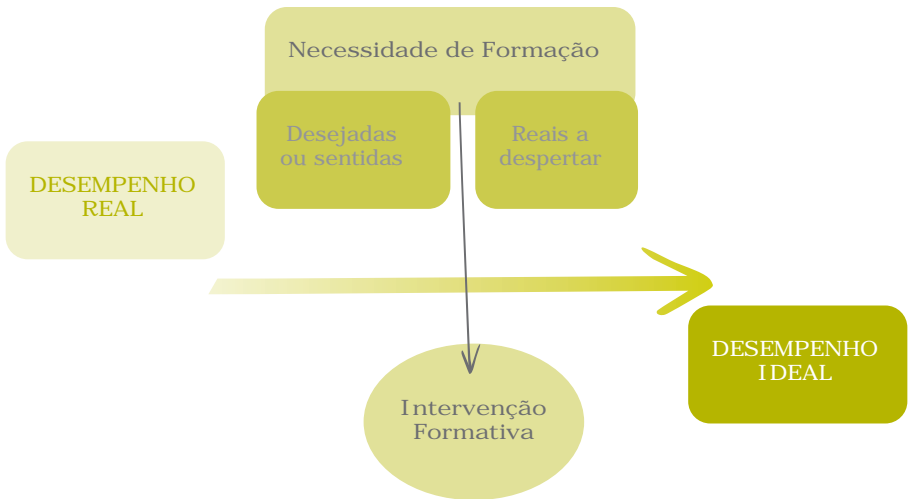 Necessidade de Formação
Desejadas
ou sentidas
Reais a
despertar
DESEMPENHO
REAL
DESEMPENHO
IDEAL
Intervenção
Formativa